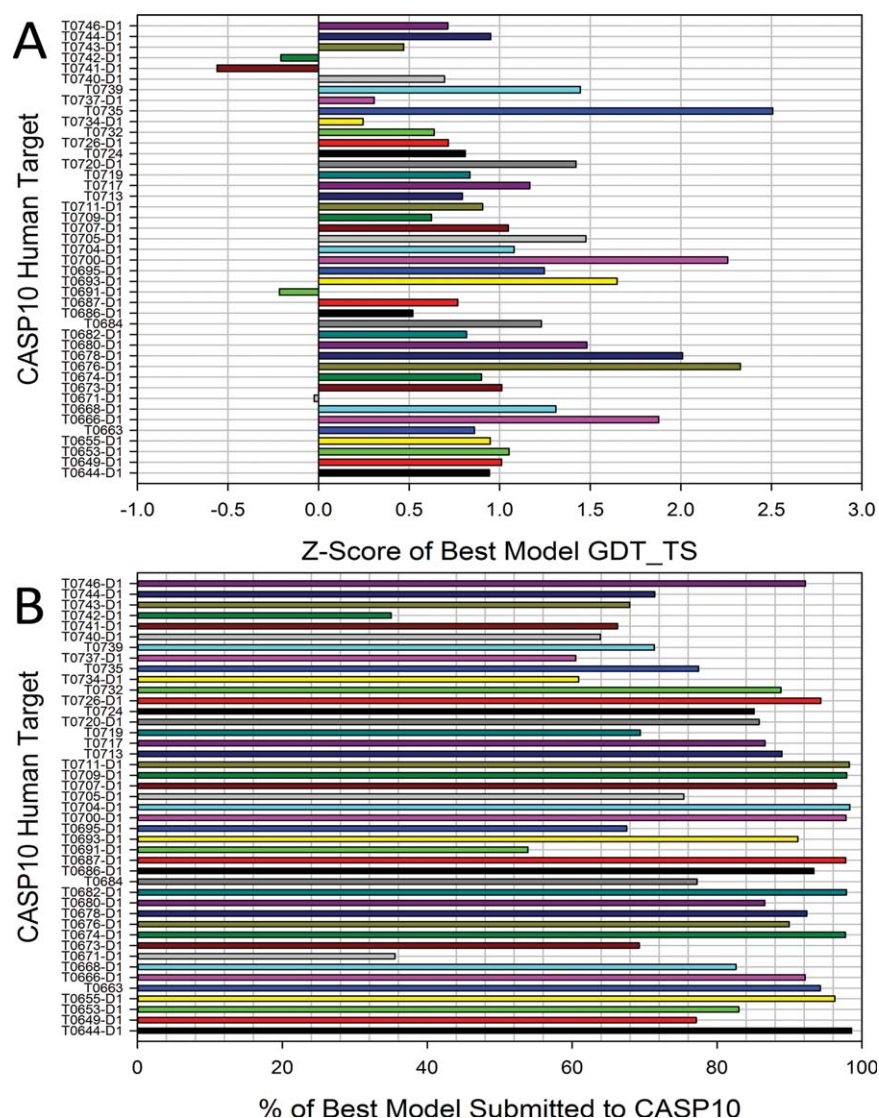 A
T0746-D1
T0744-D1
T0743-D1
T0742-D1
T0741-D1
T0740-D1
T0739
T0737-D1
T0735
T0734-D1
T0732
T0726-D1
T0724
T0720-D1
T0719
T0717
T0713
T0711-D1
T0709-D1
T0707-D1
T0705-D1
T0704-D1
T0700-D1
T0695-D1
T0693-D1
T0691-D1
T0687-D1
T0686-D1
T0684
T0682-D1
T0680-D1
T0678-D1
T0676-D1
T0674-D1
T0673-D1
T0671-D1
T0668-D1
T0666-D1
T0663
T0655-D1
T0653-D1
T0649-D1
T0644-D1
CASP10 Human Target
-1.0 -0.5 0.0 0.5 1.0 1.5 2.0 2.5 3.0
Z-Score of Best Model GDT_TS
B
T0746-D1
T0744-D1
T0743-D1
T0742-D1
T0741-D1
T0740-D1
T0739
T0737-D1
T0735
T0734-D1
T0732
T0726-D1
T0724
T0720-D1
T0719
T0717
T0713
T0711-D1
T0709-D1
T0707-D1
T0705-D1
T0704-D1
T0700-D1
T0695-D1
T0693-D1
T0691-D1
T0687-D1
T0686-D1
T0684
T0682-D1
T0680-D1
T0678-D1
T0676-D1
T0674-D1
T0673-D1
T0671-D1
T0668-D1
T0666-D1
T0663
T0655-D1
T0653-D1
T0649-D1
T0644-D1
CASP10 Human Target
0 20 40 60 80 100
% of Best Model Submitted to CASP10